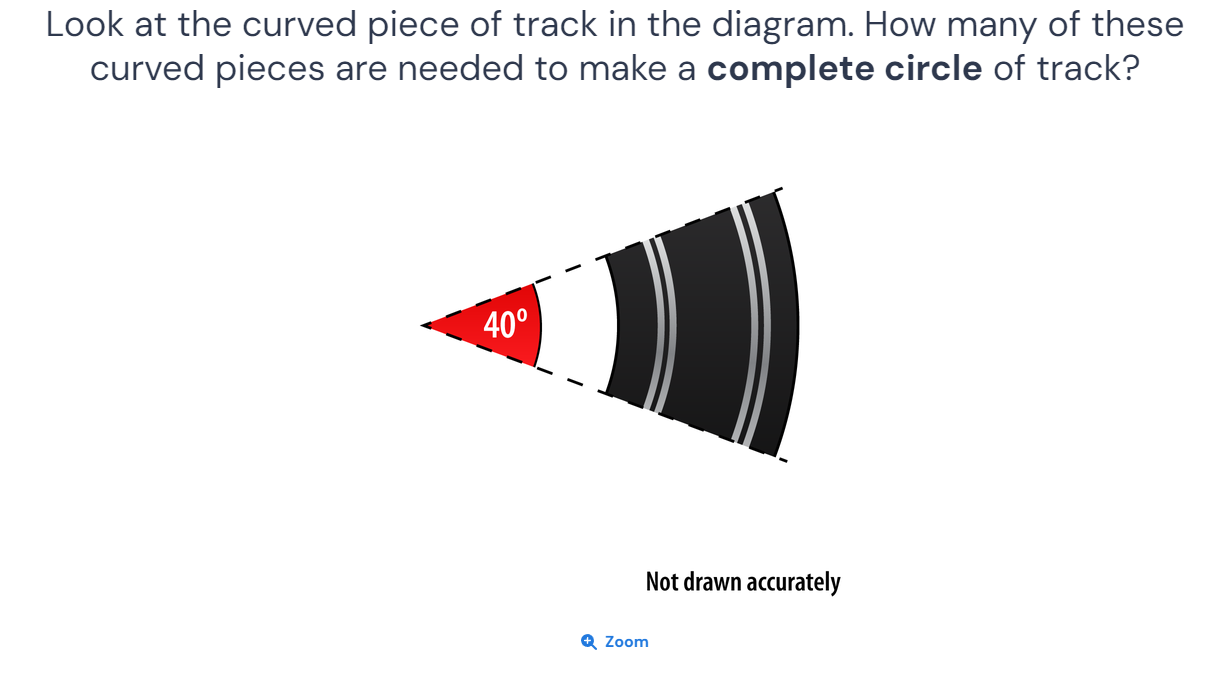 Look at the curved piece of track in the diagram. How many of these
curved pieces are needed to make a complete circle of track?
40º
Not drawn accurately
Zoom